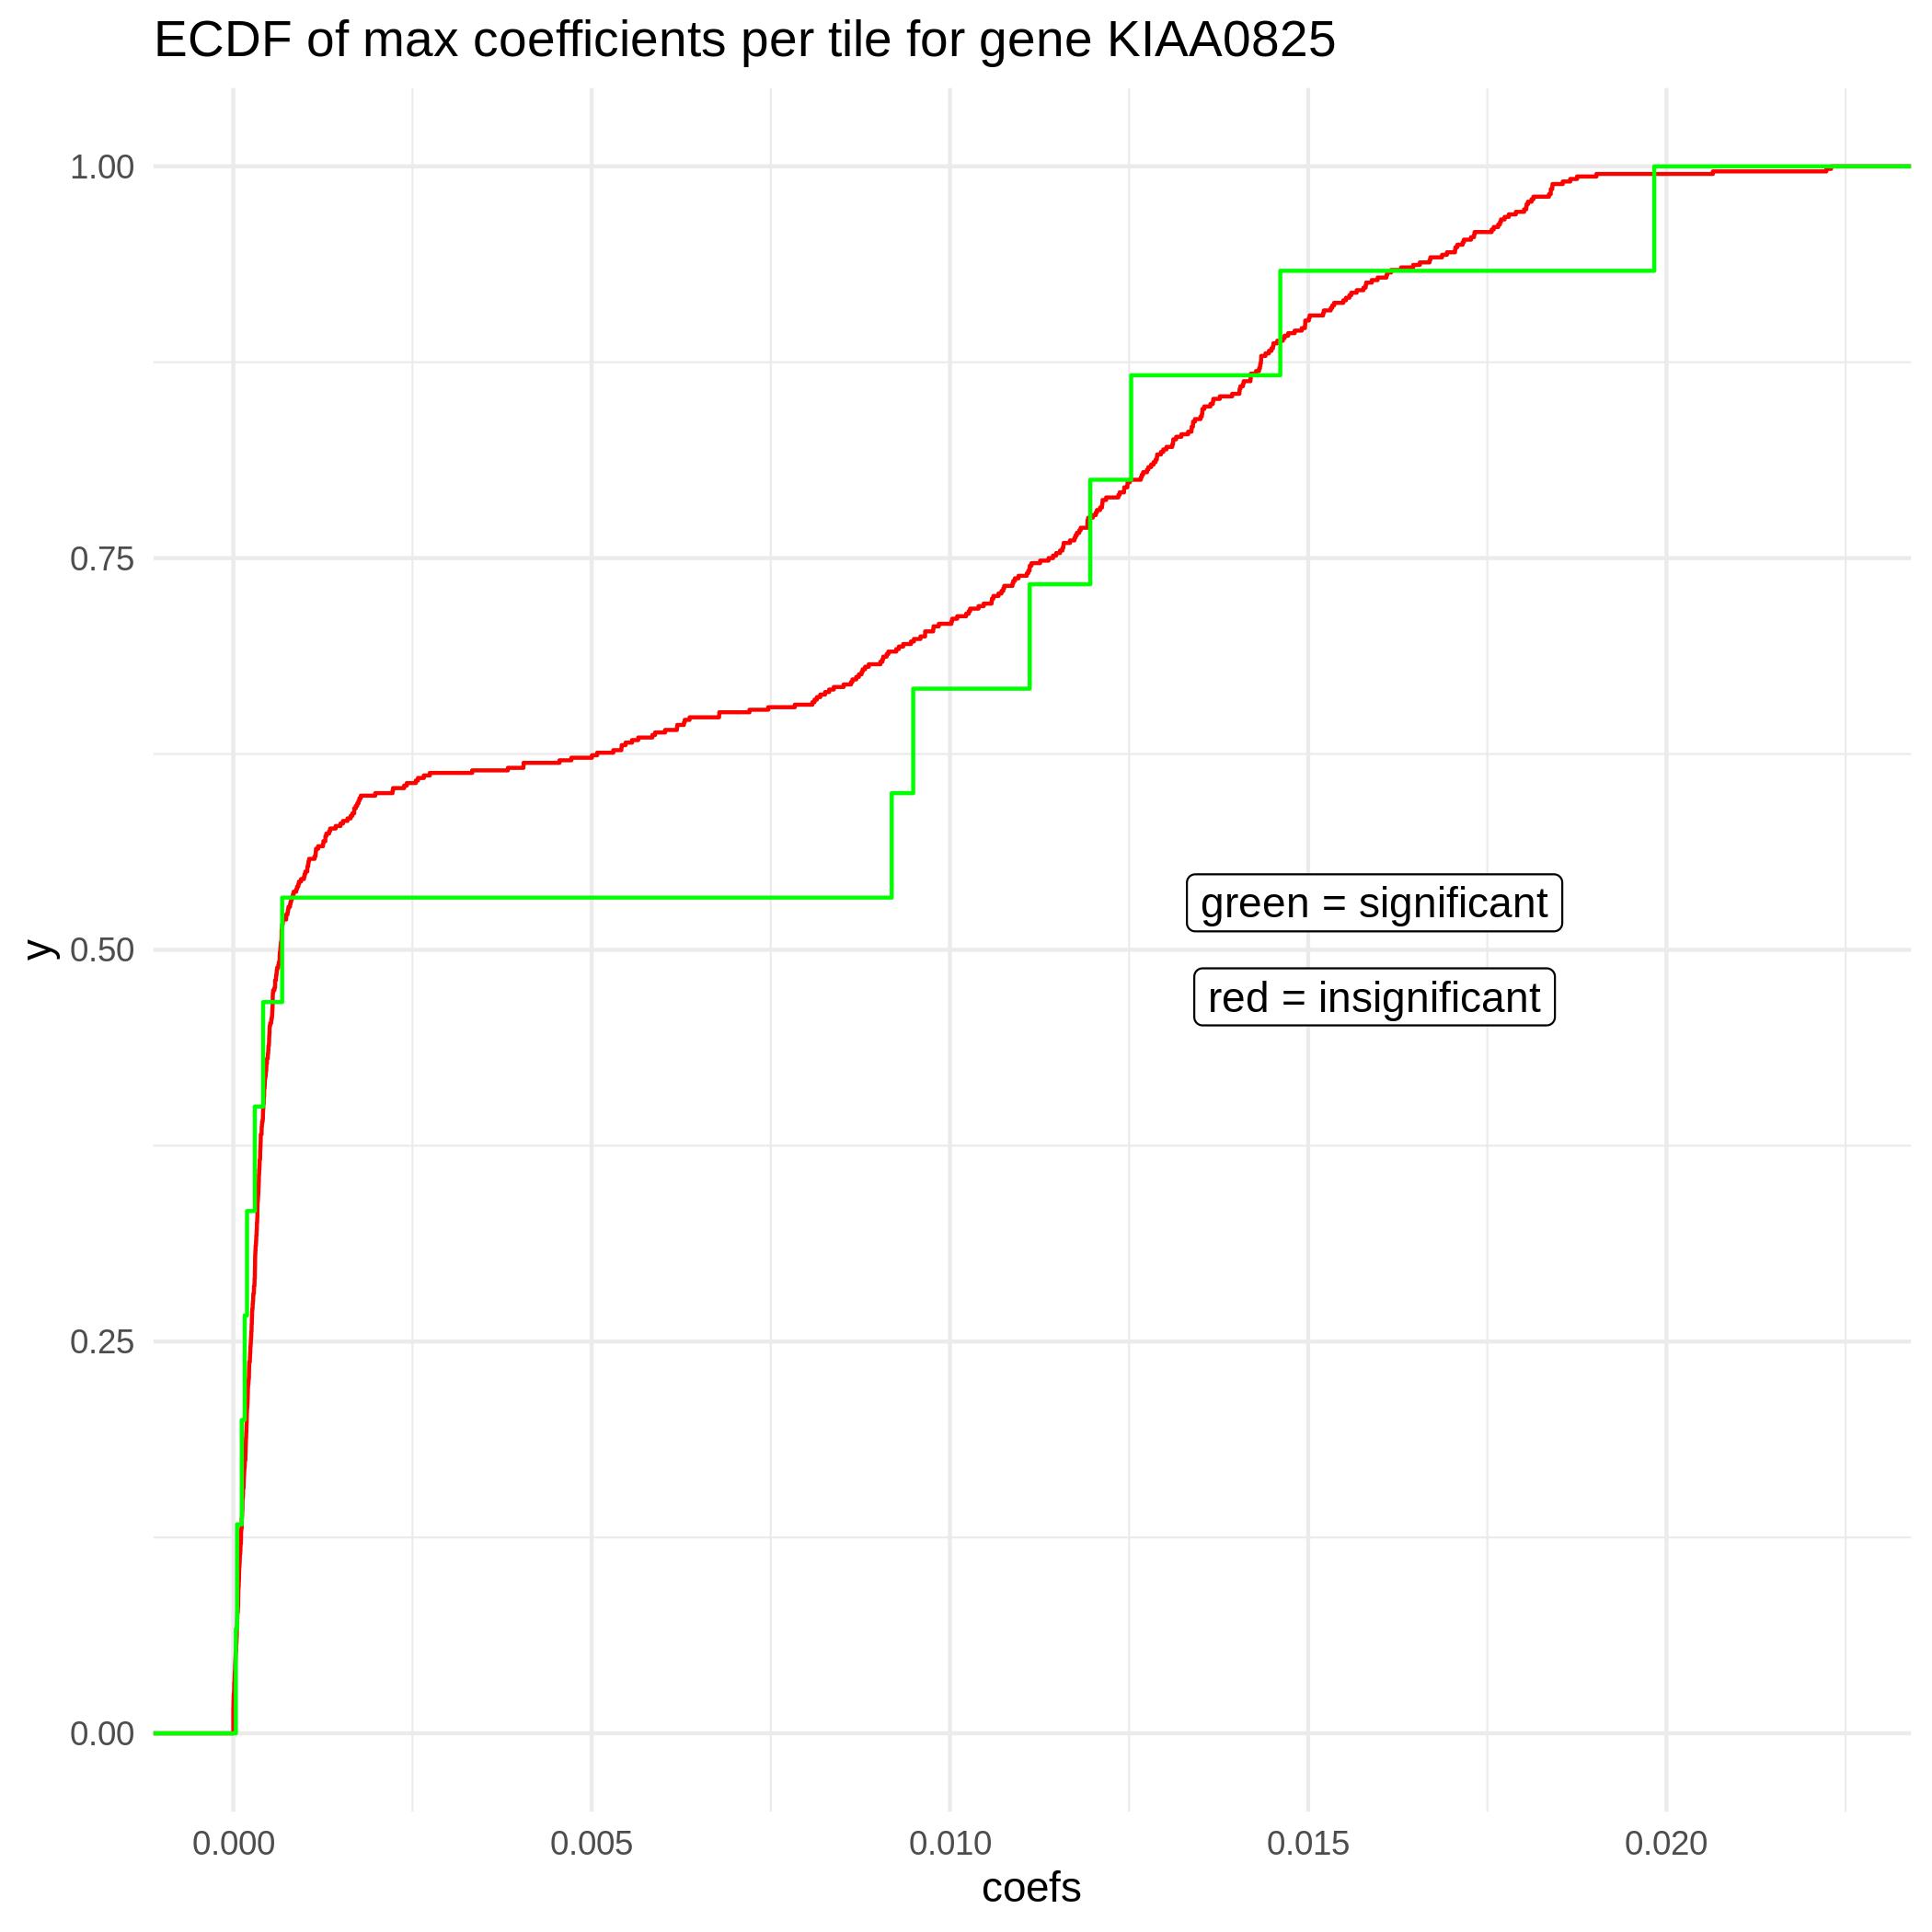 ECDF of max coefficients per tile for gene KIAA0825
1.00
0.75
0.50
0.25
0.00
y
green = significant
red = insignificant
0.000
0.005
0.010
0.015
0.020
coefs